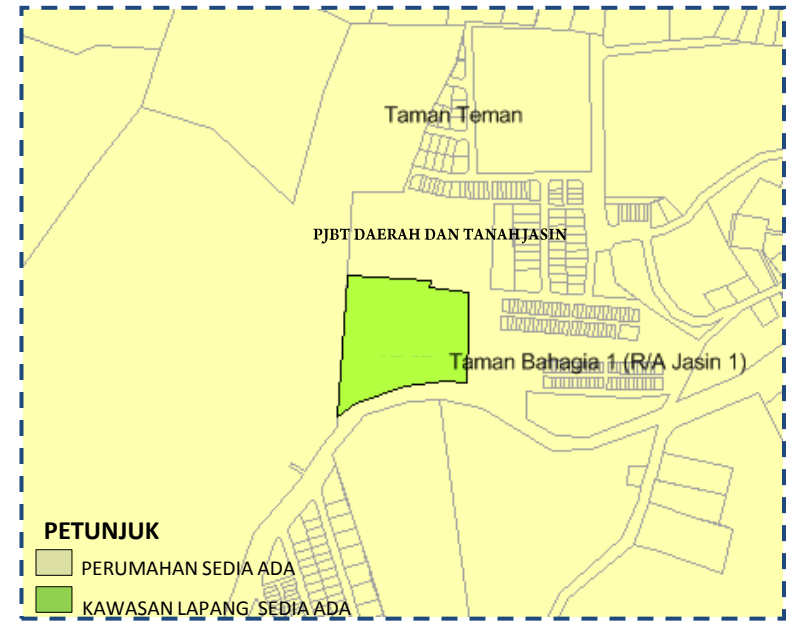 Taman Teman
PJBT DAERAH DAN TANAH JASIN
Taman Bahagia 1 (R/A Jasin 1)
PETUNJUK
PERUMAHAN SEDIA ADA
KAWASAN LAPANG SEDIA ADA